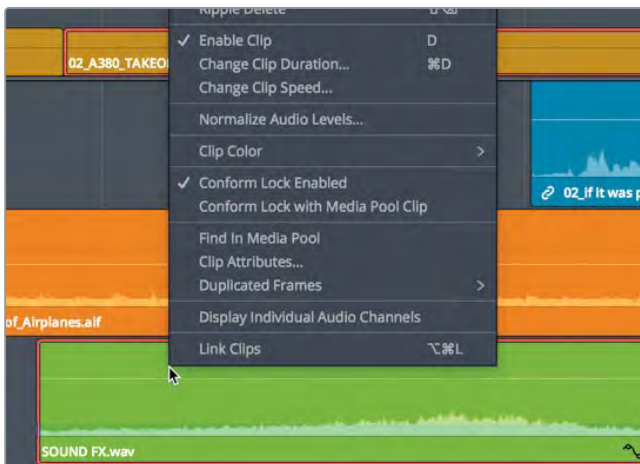 Ripple Delete
02_A380_TAKEO
✓ Enable Clip D
Change Clip Duration... ⌘D
Change Clip Speed...
Normalize Audio Levels...
Clip Color >
✓ Conform Lock Enabled
Conform Lock with Media Pool Clip
02_if it was p
Find In Media Pool
Clip Attributes...
Duplicated Frames >
Display Individual Audio Channels
of_Airplanes.aif
Link Clips ⌥⌘L
SOUND FX.wav